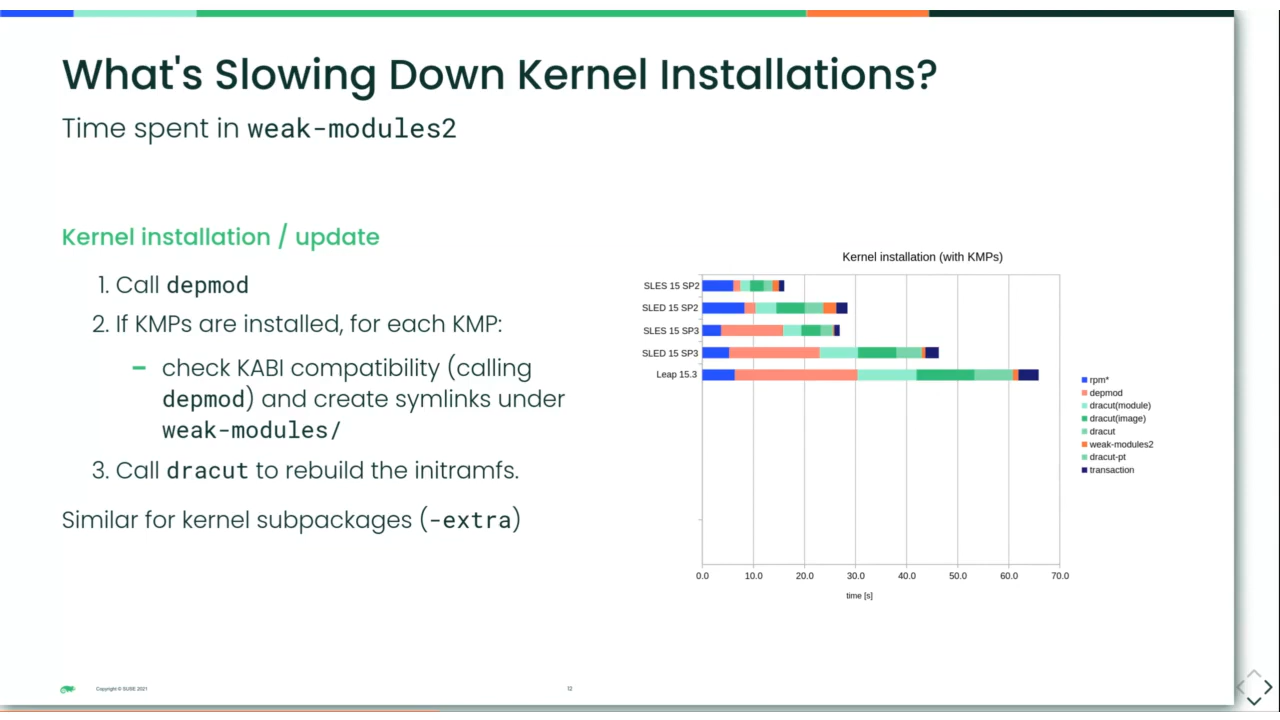 What's Slowing Down Kernel Installations?
Time spent in weak-modules2
Kernel installation / update
1. Call depmod
2. If KMPs are installed, for each KMP:
– check KABI compatibility (calling
depmod) and create symlinks under
weak-modules/
3. Call dracut to rebuild the initramfs.
Similar for kernel subpackages (-extra)
Kernel installation (with KMPs)
SLES 15 SP2
SLED 15 SP2
SLES 15 SP3
SLED 15 SP3
Leap 15.3
rpm*
depmod
dracut(module)
dracut(image)
dracut
weak-modules2
dracut-pt
transaction
0.0 10.0 20.0 30.0 40.0 50.0 60.0 70.0
time [s]
Copyright © SUSE 2021
12